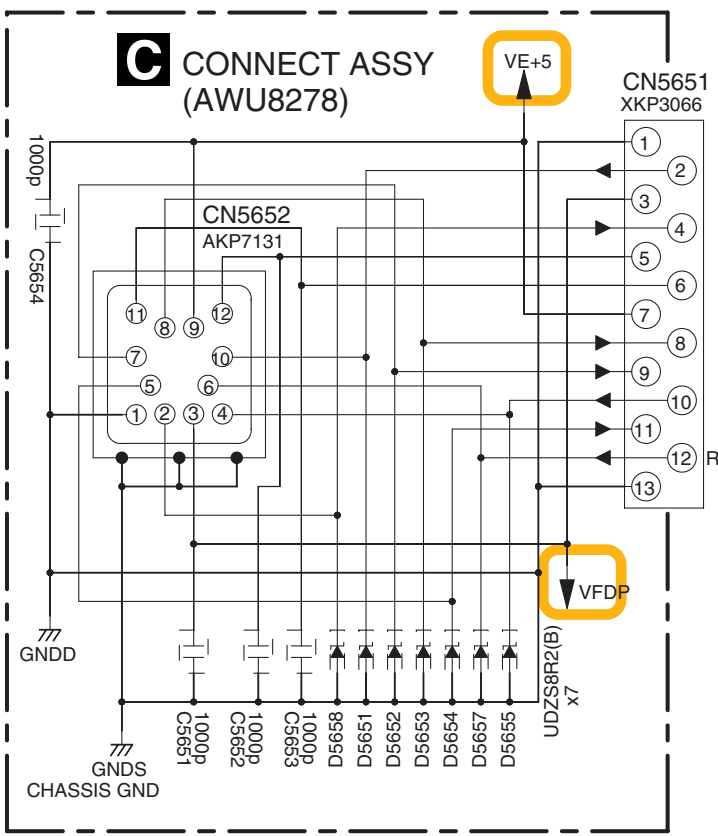 C CONNECT ASSY
(AWU8278)
VE+5
CN5651
XKP3066
1000p
C5654
CN5652
AKP7131
11
8
9
12
7
10
5
6
1
2
3
4
1
2
3
4
5
6
7
8
9
10
11
12
13
R
VFDP
GNDD
GNDS
CHASSIS GND
1000p
C5651
1000p
C5652
1000p
C5653
D5658
D5651
D5652
D5653
D5654
D5657
D5655
UDZS8R2(B)
x7